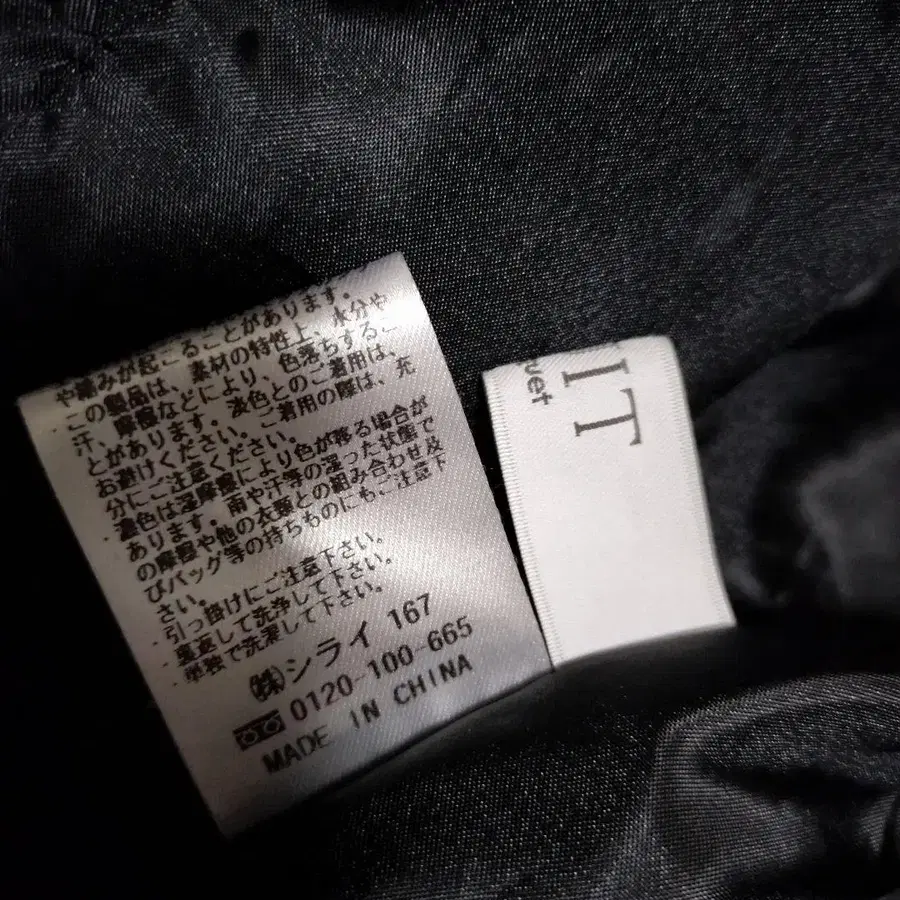 や縮みが起こることがあります。
この製品は、素材の特性上、水分や
汗、摩擦などにより、色落ちするこ
とがあります。淡色とのご着用は、
お避けください。ご着用の際は、充
分にご注意ください。
・濃色は湿摩擦により色が移る場合が
あります。雨や汗等の湿った状態で
の摩擦や他の衣類との組み合わせ及
びバッグ等の持ちものにもご注意下
さい。
・引っ掛けにご注意下さい。
・裏返して洗浄して下さい。
・単独で洗濯して下さい。
㈱シライ 167
0120-100-665
MADE IN CHINA
IT
uet